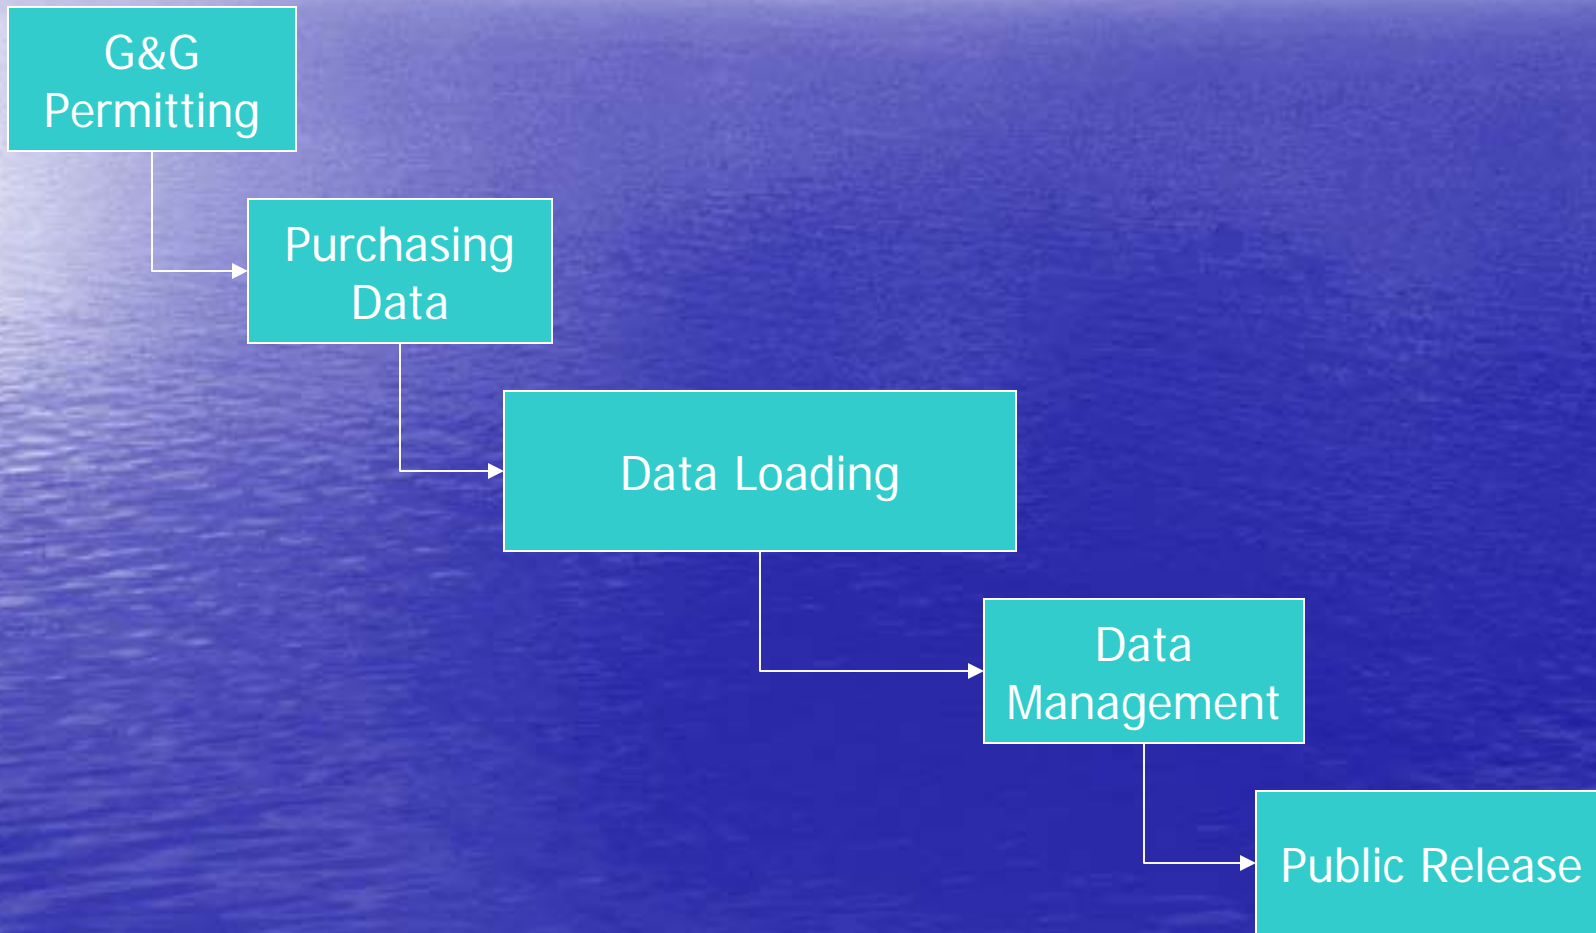 G&G
Permitting
Purchasing
Data
Data Loading
Data
Management
Public Release